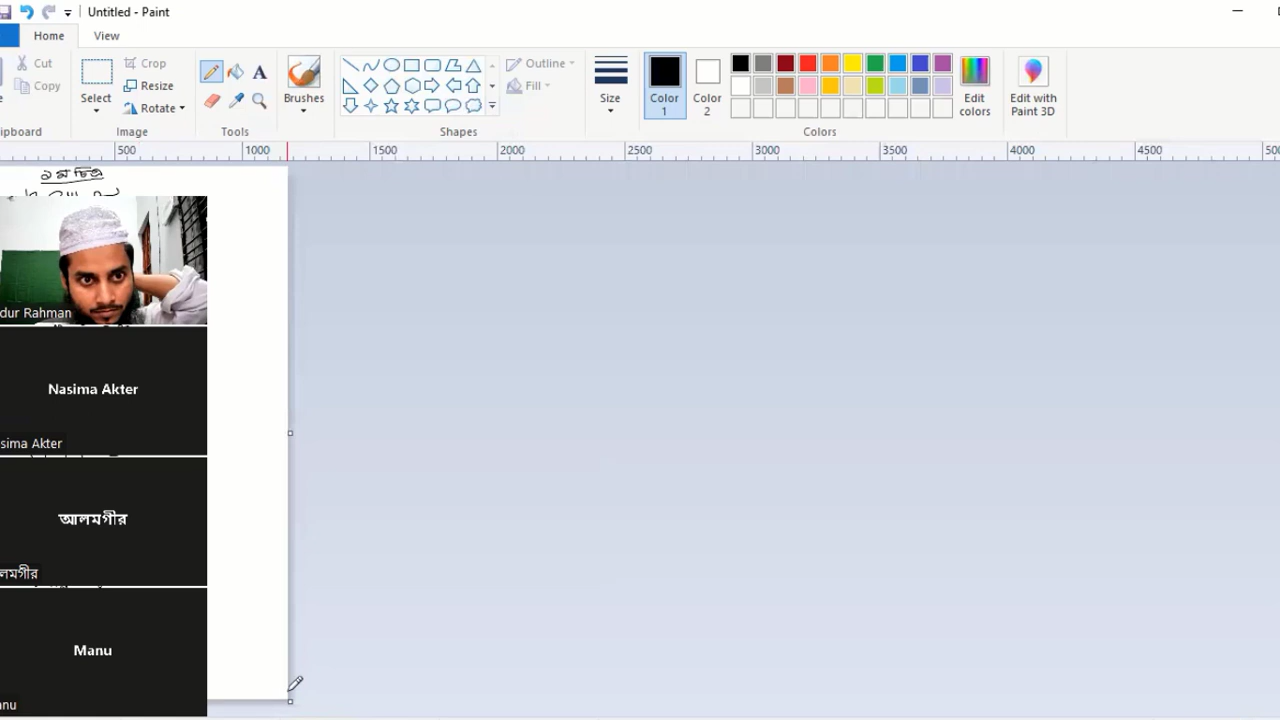 Untitled - Paint
Home View
Cut
Copy
ipboard
Select
Crop
Resize
Rotate
Image
Tools
Brushes
Shapes
Outline
Fill
Size
Color 1
Color 2
Colors
Edit colors
Edit with Paint 3D
500 1000 1500 2000 2500 3000 3500 4000 4500 500
dur Rahman
Nasima Akter
sima Akter
আলমগীর
লমগীর
Manu
anu